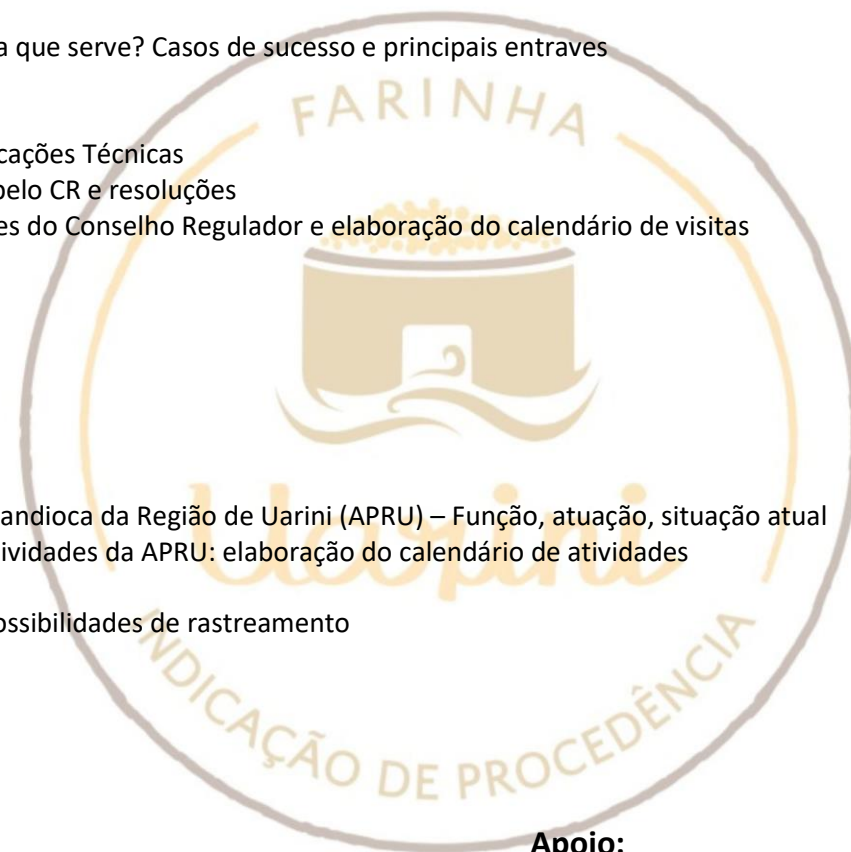 a que serve? Casos de sucesso e principais entraves
FARINHA
cações Técnicas
pelo CR e resoluções
es do Conselho Regulador e elaboração do calendário de visitas
Uarini
andioca da Região de Uarini (APRU) – Função, atuação, situação atual
ividades da APRU: elaboração do calendário de atividades
ossibilidades de rastreamento
INDICAÇÃO DE PROCEDÊNCIA
Apoio: